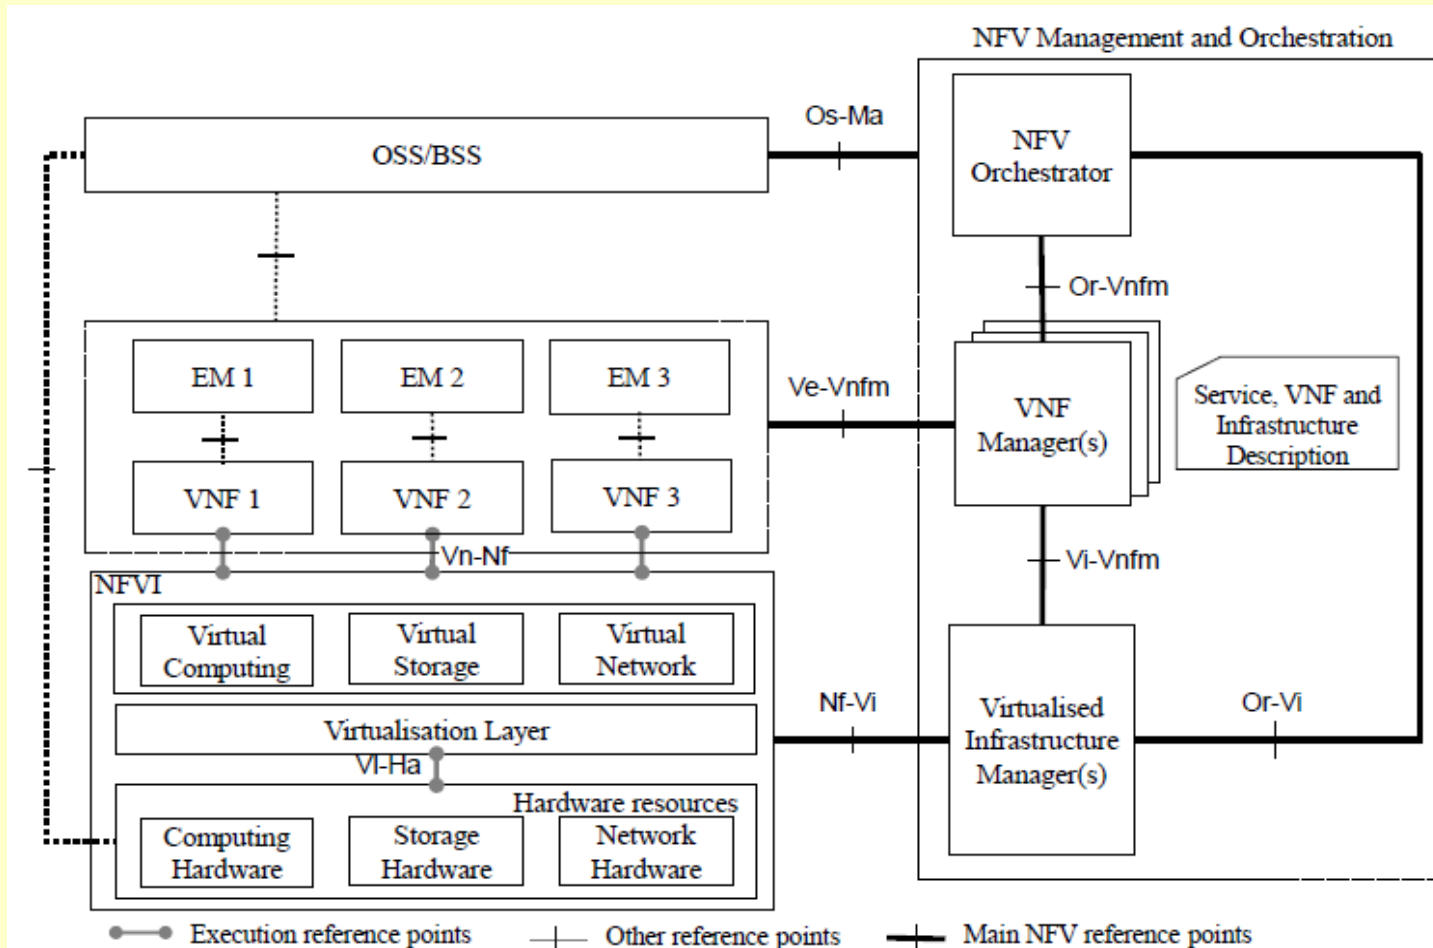 NFV Management and Orchestration
Os-Ma
OSS/BSS
NFV
Orchestrator
Or-Vnfm
EM 1
EM 2
EM 3
Ve-Vnfm
VNF
Manager(s)
Service, VNF and
Infrastructure
Description
VNF 1
VNF 2
VNF 3
Vn-Nf
Vi-Vnfm
NFVI
Virtual
Computing
Virtual
Storage
Virtual
Network
Nf-Vi
Virtualised
Infrastructure
Manager(s)
Or-Vi
Virtualisation Layer
Vl-Ha
Hardware resources
Computing
Hardware
Storage
Hardware
Network
Hardware
Execution reference points
Other reference points
Main NFV reference points